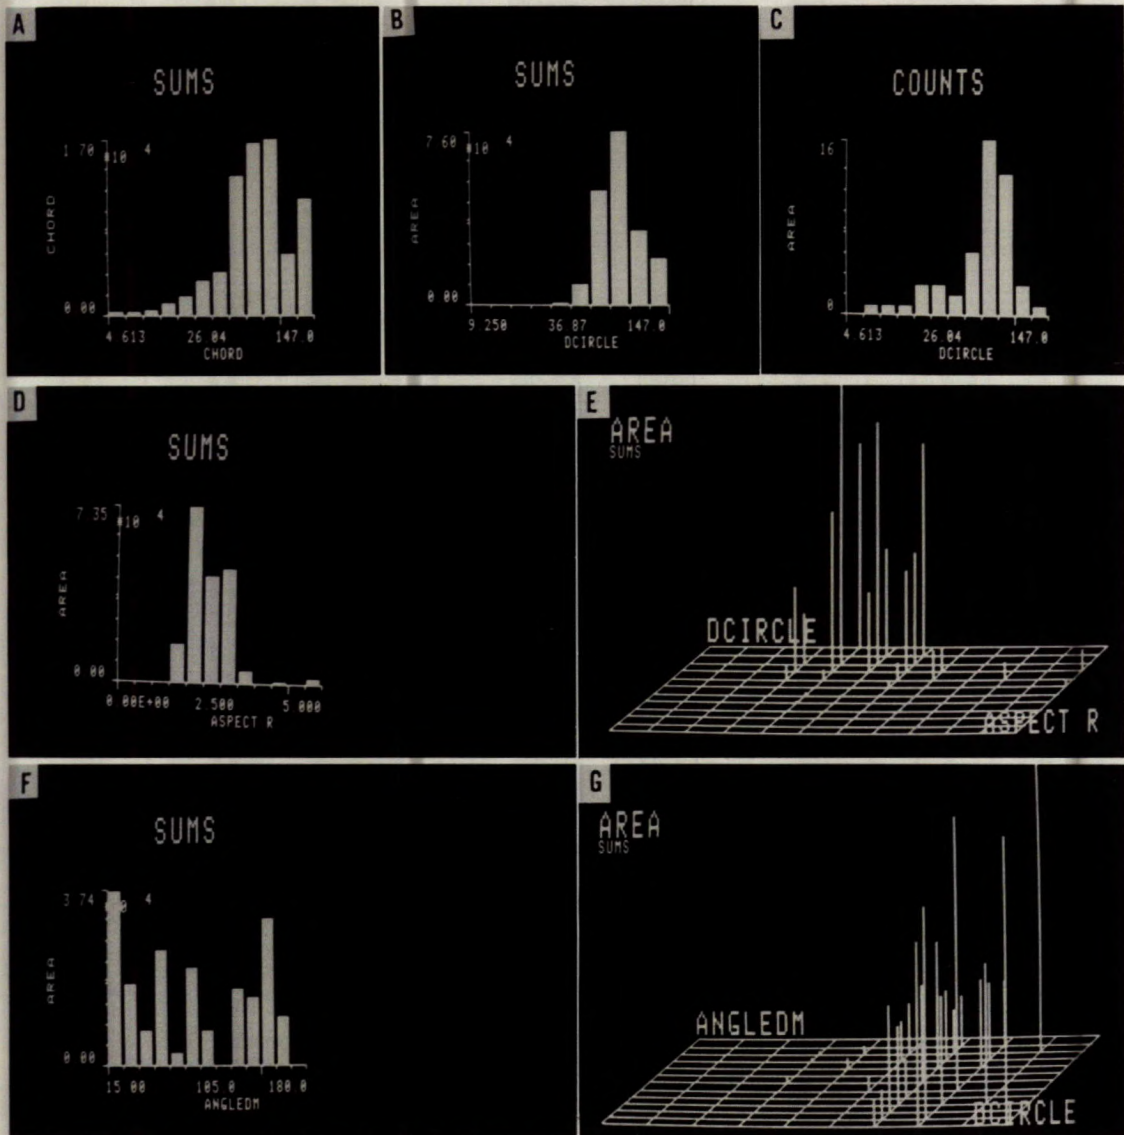 A
SUMS
1 70
*10 4
CHORD
0 00
4 613 26 04 147.0
CHORD
B
SUMS
7 60
*10 4
AREA
0 00
9 250 36 87 147.0
DCIRCLE
C
COUNTS
16
AREA
0
4 613 26 04 147 0
DCIRCLE
D
SUMS
7 35
*10 4
AREA
0 00
0 00E+00 2 500 5 000
ASPECT R
E
AREA
SUMS
DCIRCLE
ASPECT R
F
SUMS
3 74
4
AREA
0 00
15 00 105 0 180 0
ANGLEDM
G
AREA
SUMS
ANGLEDM
DCIRCLE